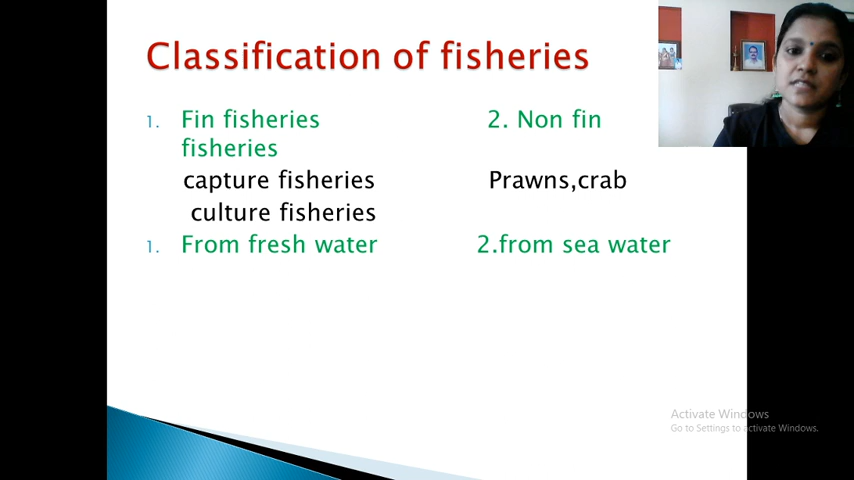 Classification of fisheries
1. Fin fisheries 2. Non fin
fisheries
capture fisheries Prawns,crab
culture fisheries
1. From fresh water 2.from sea water
Activate Windows
Go to Settings to activate Windows.